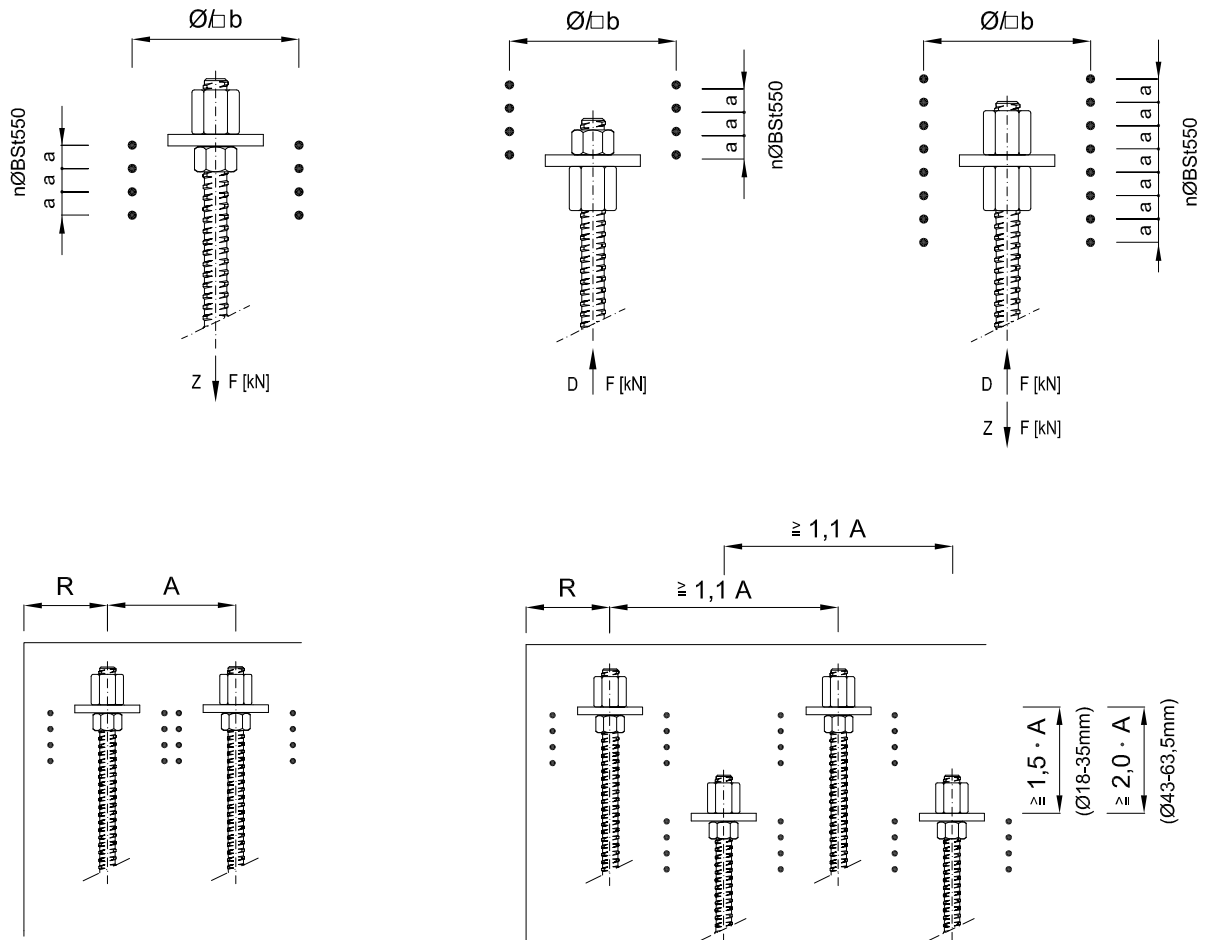 Ø/□ b
a
a
a
nØBSt550
Z F [kN]
Ø/□ b
a
a
a
nØBSt550
D F [kN]
Ø/□ b
a
a
a
a
a
a
a
nØBSt550
D F [kN]
Z F [kN]
R
A
≧ 1,1 A
R
≧ 1,1 A
≧ 1,5 · A
(Ø18-35mm)
≧ 2,0 · A
(Ø43-63,5mm)